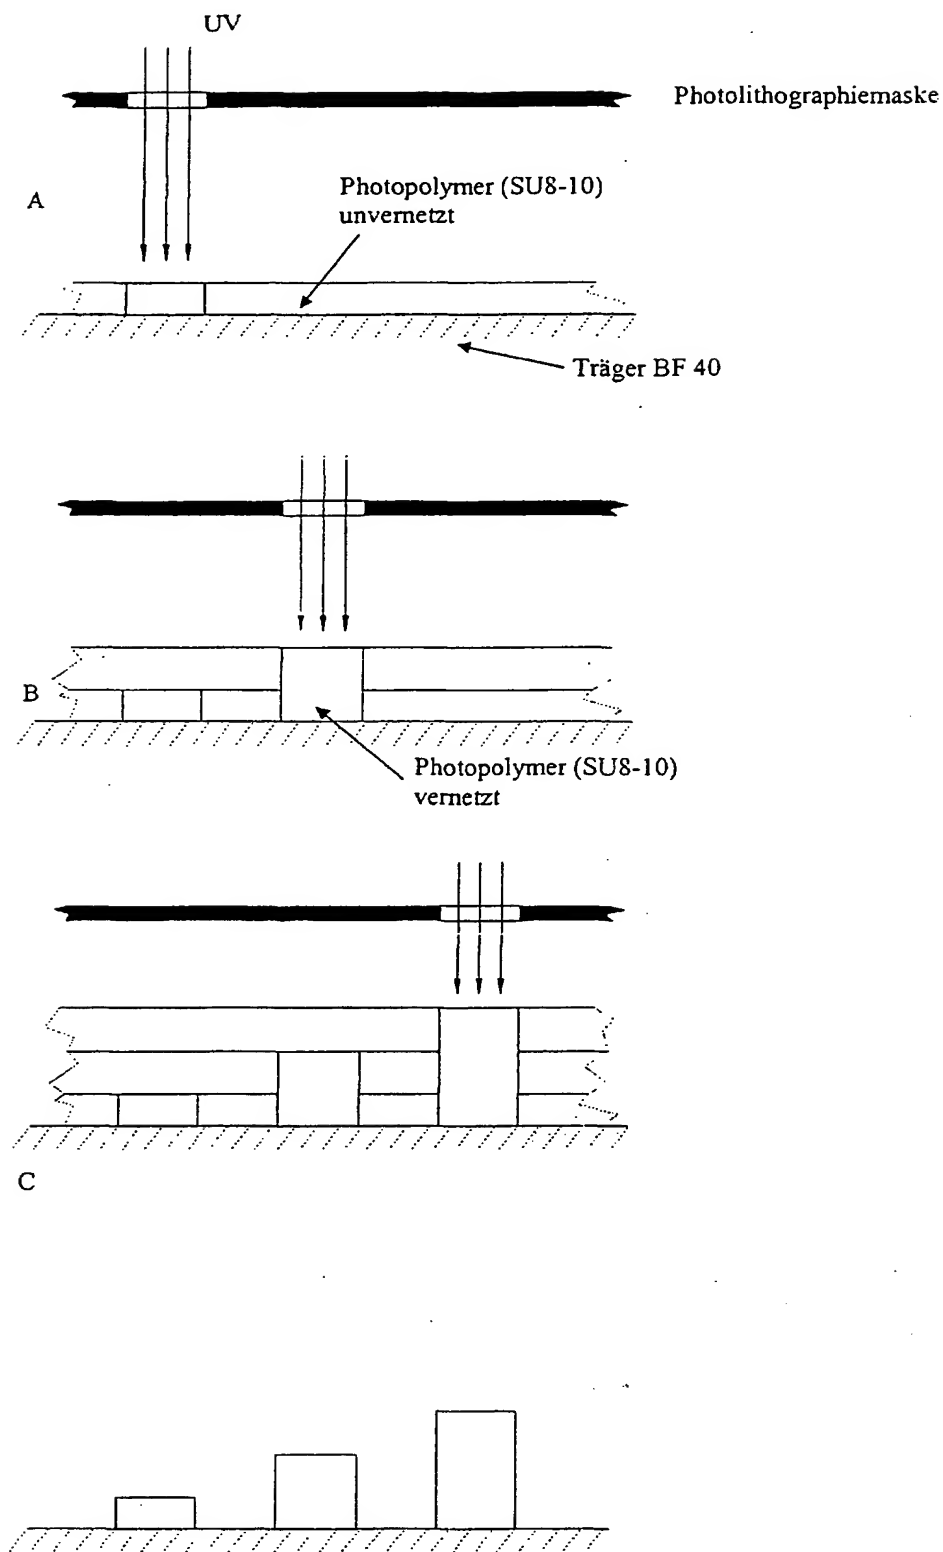 UV
Photolithographiemaske
A
Photopolymer (SU8-10)
unvernetzt
Träger BF 40
B
Photopolymer (SU8-10)
vernetzt
C